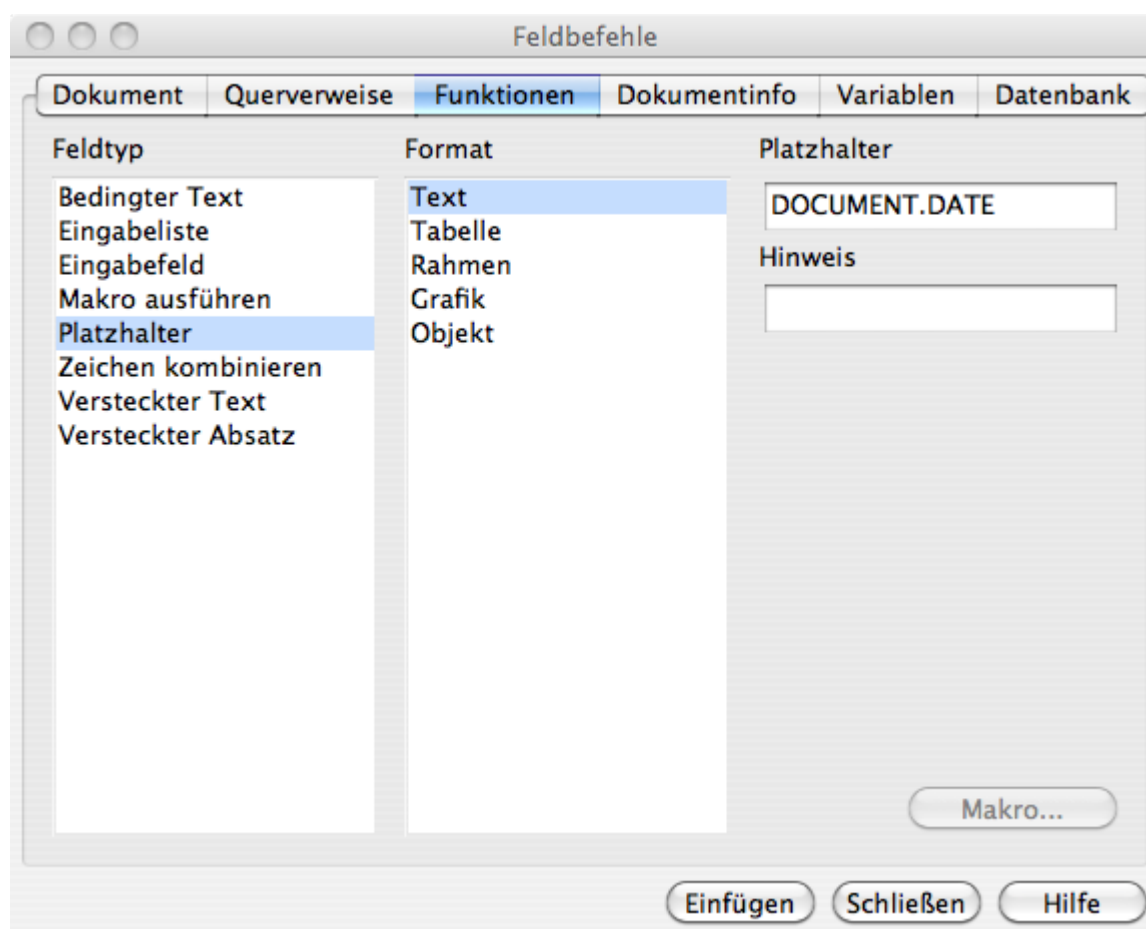 Feldbefehle
Dokument Querverweise Funktionen Dokumentinfo Variablen Datenbank
Feldtyp
Bedingter Text
Eingabeliste
Eingabefeld
Makro ausführen
Platzhalter
Zeichen kombinieren
Versteckter Text
Versteckter Absatz
Format
Text
Tabelle
Rahmen
Grafik
Objekt
Platzhalter
DOCUMENT.DATE
Hinweis
Makro...
Einfügen Schließen Hilfe